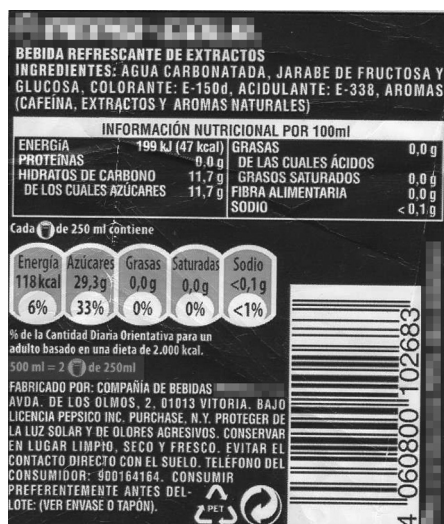 BEBIDA REFRESCANTE DE EXTRACTOS
INGREDIENTES: AGUA CARBONATADA, JARABE DE FRUCTOSA Y
GLUCOSA, COLORANTE: E-150d, ACIDULANTE: E-338, AROMAS
(CAFEÍNA, EXTRACTOS Y AROMAS NATURALES)
INFORMACIÓN NUTRICIONAL POR 100ml
ENERGÍA 199 kJ (47 kcal)
PROTEÍNAS 0,0 g
HIDRATOS DE CARBONO 11,7 g
DE LOS CUALES AZÚCARES 11,7 g
GRASAS 0,0 g
DE LAS CUALES ÁCIDOS
GRASOS SATURADOS 0,0 g
FIBRA ALIMENTARIA 0,0 g
SODIO <0,1 g
Cada de 250 ml contiene
Energía Azúcares Grasas Saturadas Sodio
118 kcal 29,3g 0,0g 0,0g <0,1g
6% 33% 0% 0% <1%
% de la Cantidad Diaria Orientativa para un
adulto basado en una dieta de 2.000 kcal.
500 ml = 2 de 250ml
FABRICADO POR: COMPAÑÍA DE BEBIDAS
AVDA. DE LOS OLMOS, 2, 01013 VITORIA. BAJO
LICENCIA PEPSICO INC. PURCHASE, N.Y. PROTEGER DE
LA LUZ SOLAR Y DE OLORES AGRESIVOS. CONSERVAR
EN LUGAR LIMPIO, SECO Y FRESCO. EVITAR EL
CONTACTO DIRECTO CON EL SUELO. TELÉFONO DEL
CONSUMIDOR: 900164164. CONSUMIR
PREFERENTEMENTE ANTES DEL-
LOTE: (VER ENVASE O TAPÓN).
PET
4 060800 102683